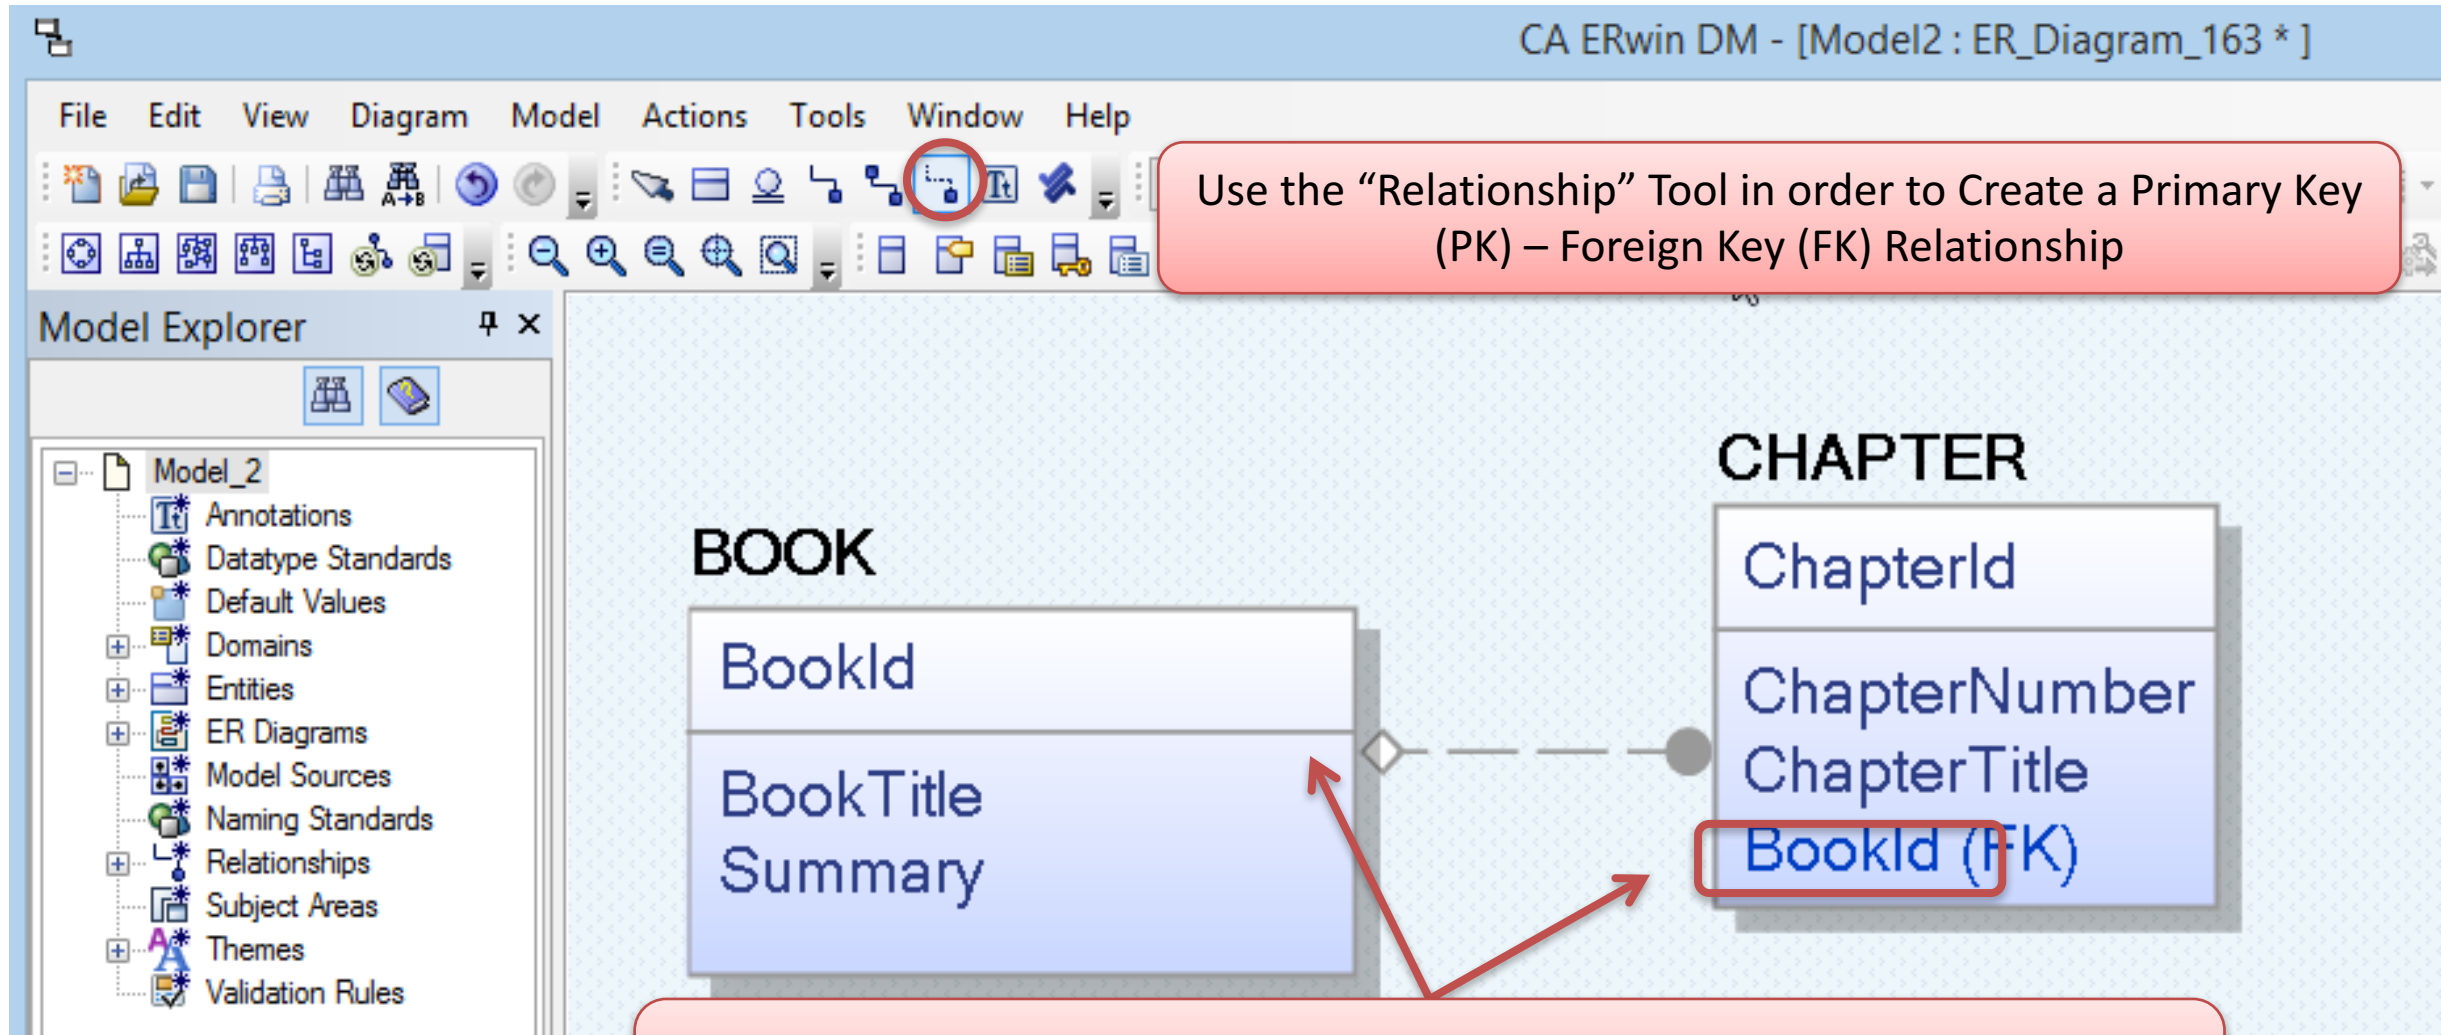 CA ERwin DM - [Model2 : ER_Diagram_163 * ]
File Edit View Diagram Model Actions Tools Window Help
Use the “Relationship” Tool in order to Create a Primary Key
(PK) – Foreign Key (FK) Relationship
Model Explorer
Model_2
Annotations
Datatype Standards
Default Values
Domains
Entities
ER Diagrams
Model Sources
Naming Standards
Relationships
Subject Areas
Themes
Validation Rules
BOOK
BookId
BookTitle
Summary
CHAPTER
ChapterId
ChapterNumber
ChapterTitle
BookId (FK)